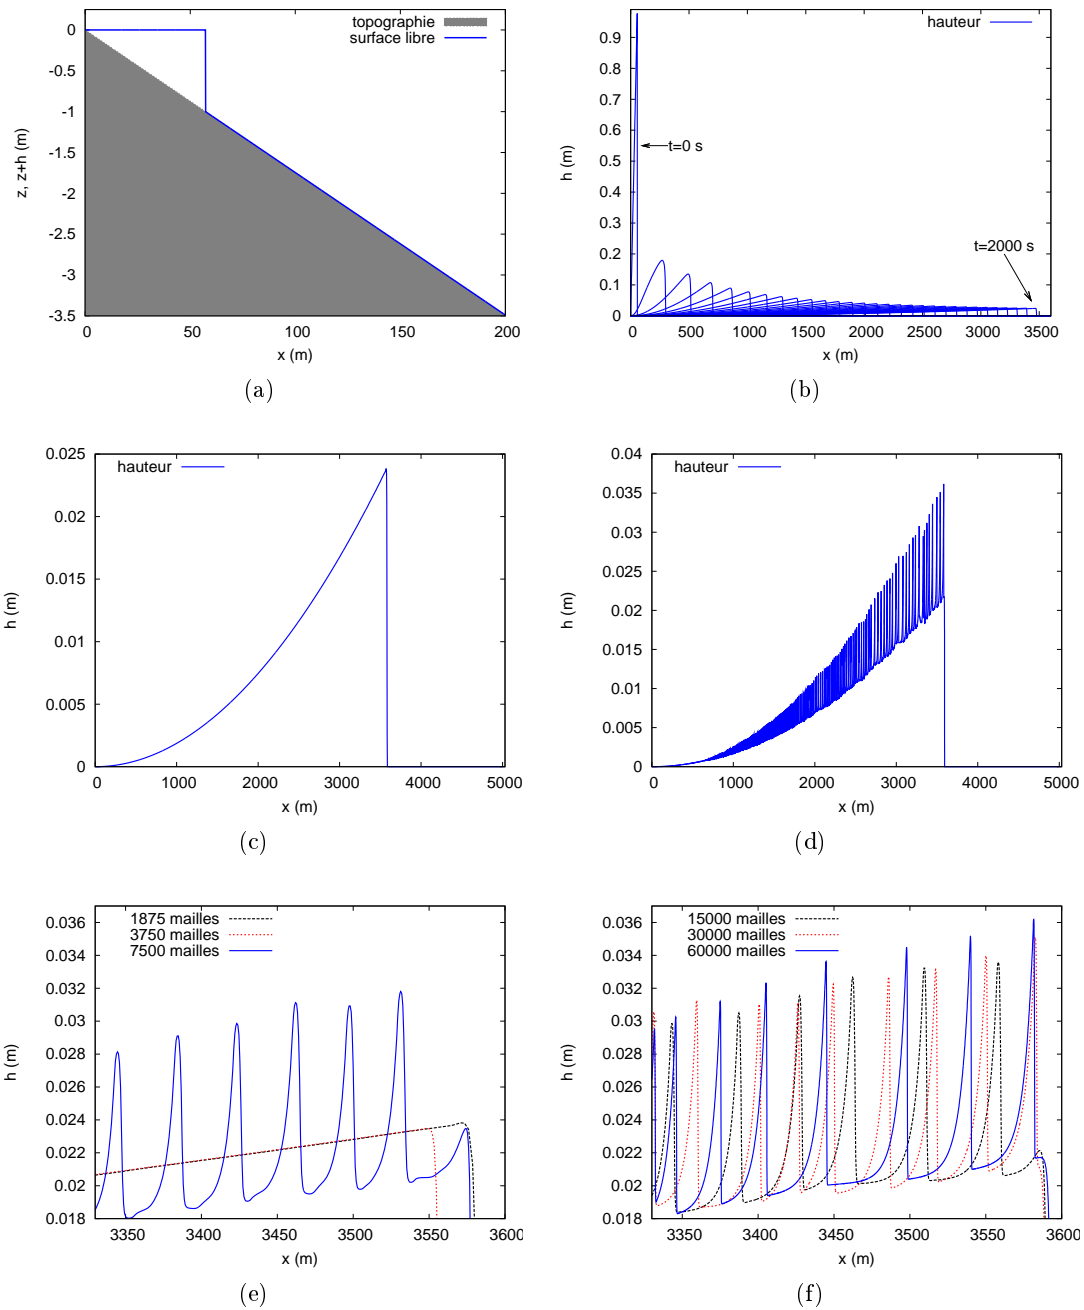 topographie
surface libre
0
-0.5
-1
-1.5
-2
-2.5
-3
-3.5
z, z+h (m)
0 50 100 150 200
x (m)
(a)
hauteur
0.9
0.8
0.7
0.6
0.5
0.4
0.3
0.2
0.1
0
h (m)
t=0 s
t=2000 s
0 500 1000 1500 2000 2500 3000 3500
x (m)
(b)
hauteur
0.025
0.02
0.015
0.01
0.005
0
h (m)
0 1000 2000 3000 4000 5000
x (m)
(c)
hauteur
0.04
0.035
0.03
0.025
0.02
0.015
0.01
0.005
0
h (m)
0 1000 2000 3000 4000 5000
x (m)
(d)
1875 mailles
3750 mailles
7500 mailles
0.036
0.034
0.032
0.03
0.028
0.026
0.024
0.022
0.02
0.018
h (m)
3350 3400 3450 3500 3550 3600
x (m)
(e)
15000 mailles
30000 mailles
60000 mailles
0.036
0.034
0.032
0.03
0.028
0.026
0.024
0.022
0.02
0.018
h (m)
3350 3400 3450 3500 3550 3600
x (m)
(f)